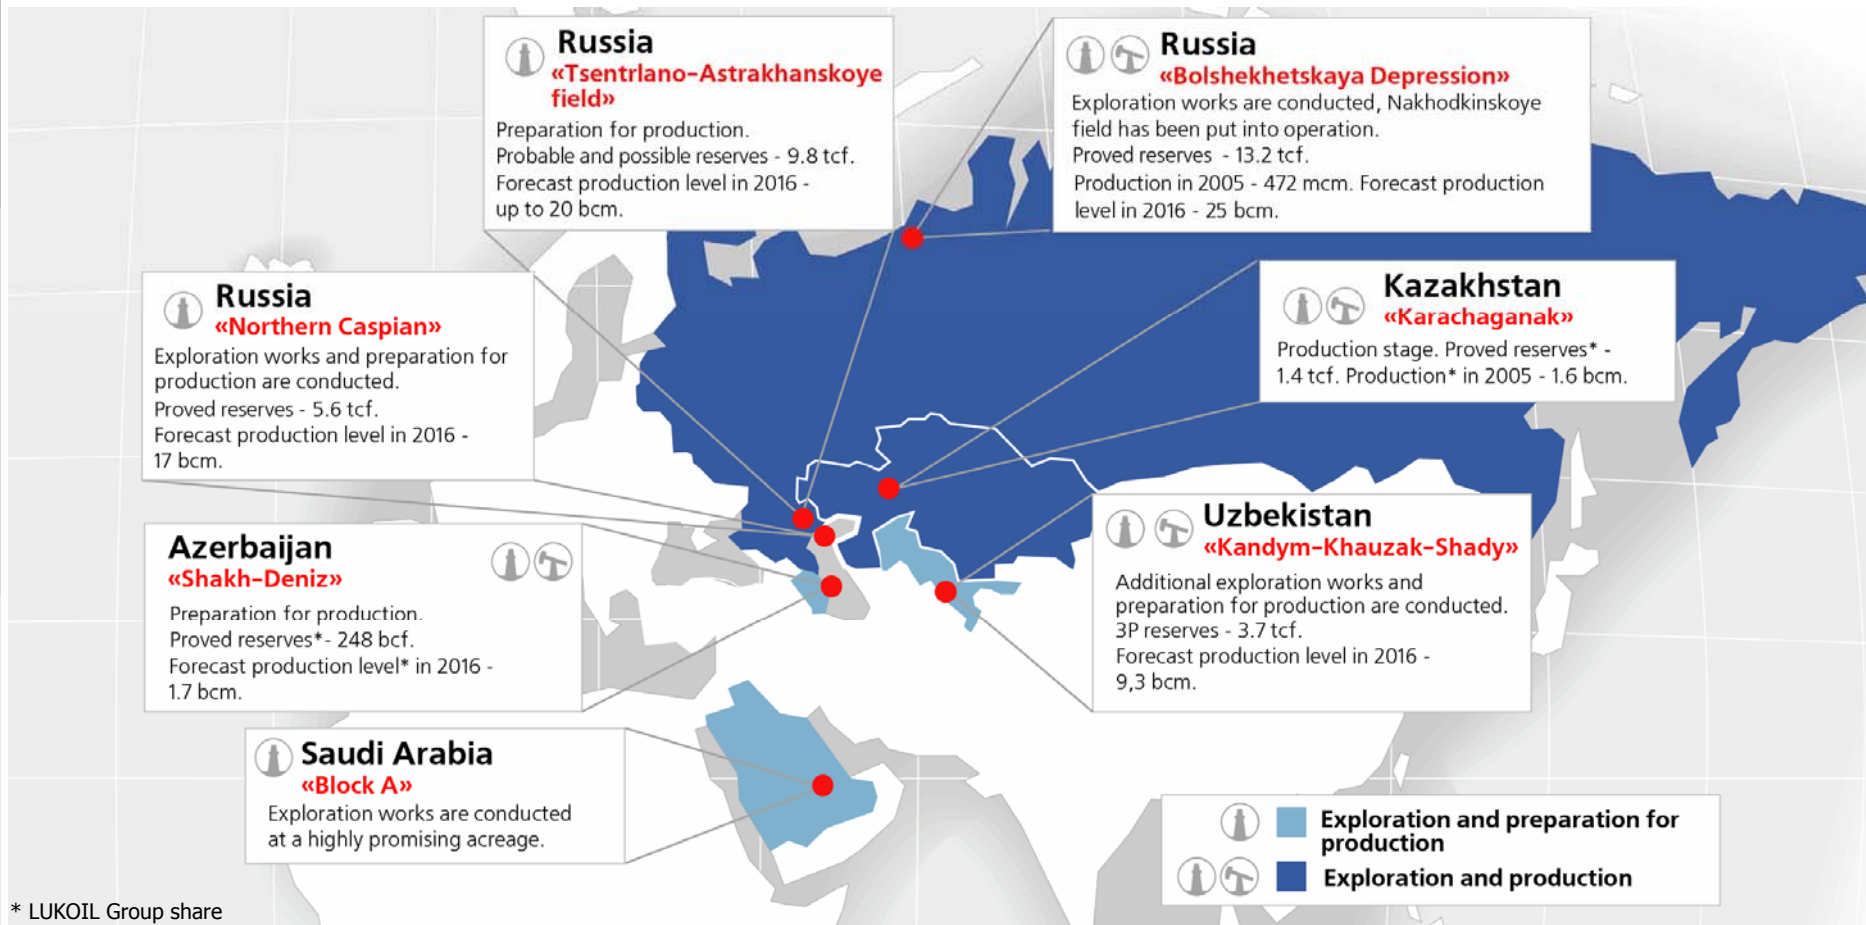 Russia
«Tsentrlano-Astrakhanskoye
field»
Preparation for production.
Probable and possible reserves - 9.8 tcf.
Forecast production level in 2016 -
up to 20 bcm.
Russia
«Bolshekhetskaya Depression»
Exploration works are conducted, Nakhodkinskoye
field has been put into operation.
Proved reserves - 13.2 tcf.
Production in 2005 - 472 mcm. Forecast production
level in 2016 - 25 bcm.
Russia
«Northern Caspian»
Exploration works and preparation for
production are conducted.
Proved reserves - 5.6 tcf.
Forecast production level in 2016 -
17 bcm.
Kazakhstan
«Karachaganak»
Production stage. Proved reserves* -
1.4 tcf. Production* in 2005 - 1.6 bcm.
Azerbaijan
«Shakh-Deniz»
Preparation for production.
Proved reserves*- 248 bcf.
Forecast production level* in 2016 -
1.7 bcm.
Uzbekistan
«Kandym-Khauzak-Shady»
Additional exploration works and
preparation for production are conducted.
3P reserves - 3.7 tcf.
Forecast production level in 2016 -
9,3 bcm.
Saudi Arabia
«Block A»
Exploration works are conducted
at a highly promising acreage.
Exploration and preparation for
production
Exploration and production
* LUKOIL Group share